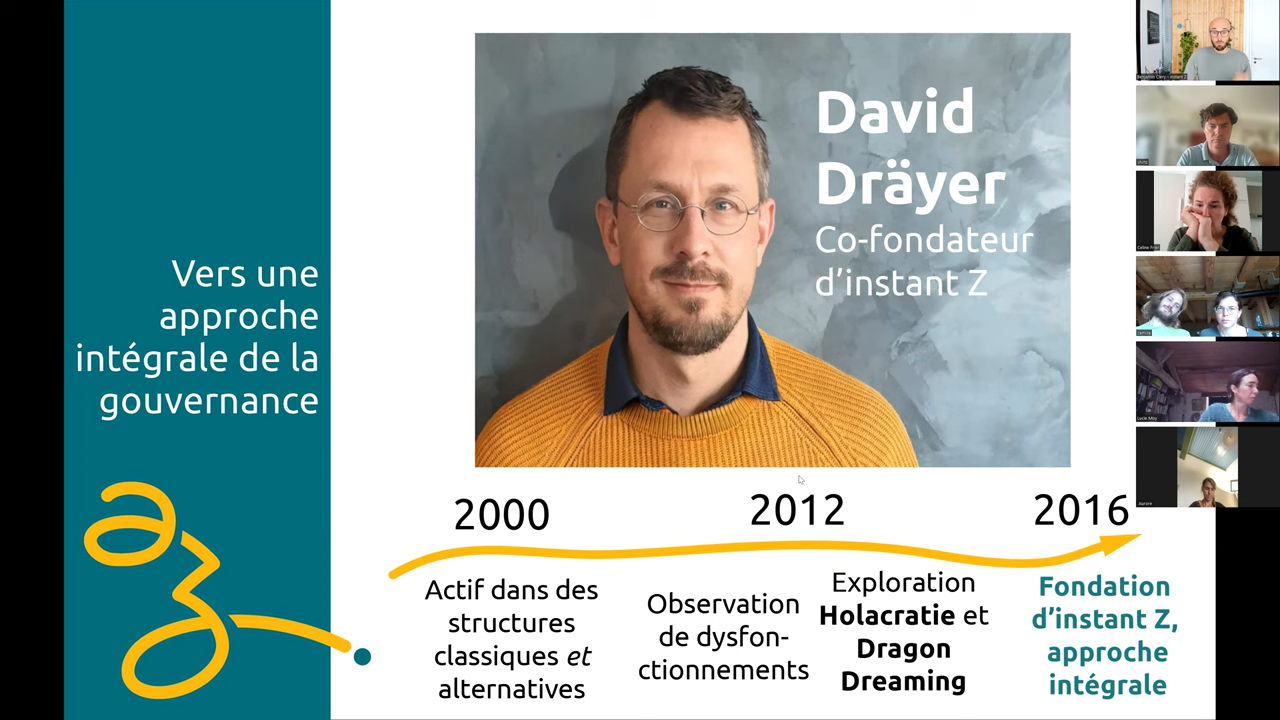 Vers une
approche
intégrale de la
gouvernance
David
Dräyer
Co-fondateur
d'instant Z
2000
2012
2016
Actif dans des
structures
classiques et
alternatives
Observation
de dysfon-
ctionnements
Exploration
Holacratie et
Dragon
Dreaming
Fondation
d'instant Z,
approche
intégrale
Aurore